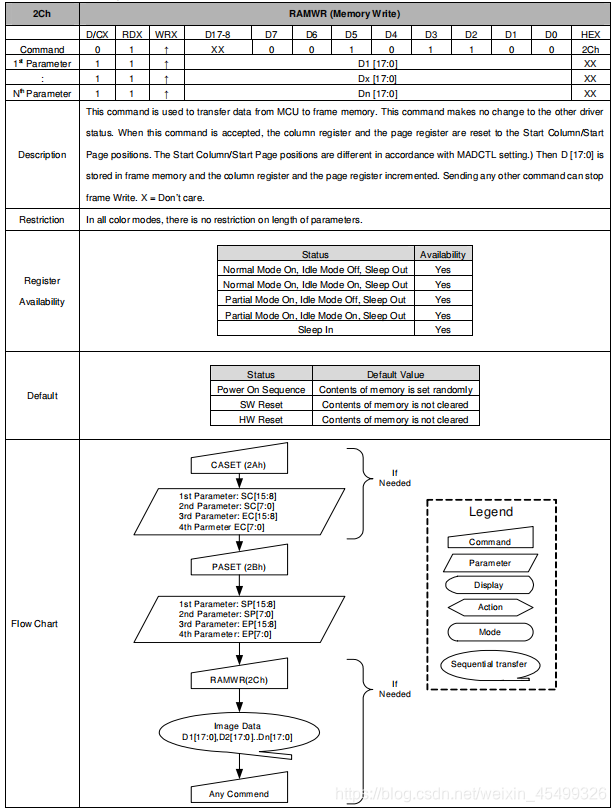 2Ch RAMWR (Memory Write)
D/CX RDX WRX D17-8 D7 D6 D5 D4 D3 D2 D1 D0 HEX
Command 0 1 ↑ XX 0 0 1 0 1 1 0 0 2Ch
1st Parameter 1 1 ↑ D1 [17:0] XX
: 1 1 ↑ Dx [17:0] XX
Nth Parameter 1 1 ↑ Dn [17:0] XX
Description
This command is used to transfer data from MCU to frame memory. This command makes no change to the other driver
status. When this command is accepted, the column register and the page register are reset to the Start Column/Start
Page positions. The Start Column/Start Page positions are different in accordance with MADCTL setting.) Then D [17:0] is
stored in frame memory and the column register and the page register incremented. Sending any other command can stop
frame Write. X = Don't care.
Restriction In all color modes, there is no restriction on length of parameters.
Register
Availability
Status Availability
Normal Mode On, Idle Mode Off, Sleep Out Yes
Normal Mode On, Idle Mode On, Sleep Out Yes
Partial Mode On, Idle Mode Off, Sleep Out Yes
Partial Mode On, Idle Mode On, Sleep Out Yes
Sleep In Yes
Default
Status Default Value
Power On Sequence Contents of memory is set randomly
SW Reset Contents of memory is not cleared
HW Reset Contents of memory is not cleared
Flow Chart
CASET (2Ah)
1st Parameter: SC[15:8]
2nd Parameter: SC[7:0]
3rd Parameter: EC[15:8]
4th Parmeter EC[7:0]
If
Needed
PASET (2Bh)
1st Parameter: SP[15:8]
2nd Parameter: SP[7:0]
3rd Parameter: EP[15:8]
4th Parameter: EP[7:0]
RAMWR(2Ch)
Image Data
D1[17:0],D2[17:0]..Dn[17:0]
Any Commend
If
Needed
Legend
Command
Parameter
Display
Action
Mode
Sequential transfer
https://blog.csdn.net/weixin_45499326